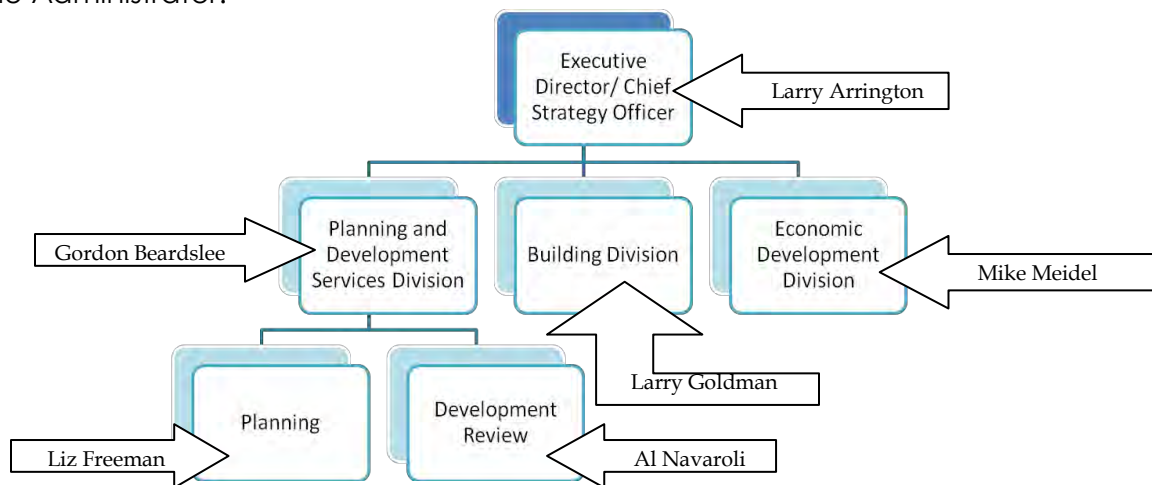 Administrator.
Executive
Director/ Chief
Strategy Officer
Larry Arrington
Planning and
Development
Services Division
Gordon Beardslee
Building Division
Larry Goldman
Economic
Development
Division
Mike Meidel
Planning
Liz Freeman
Development
Review
Al Navaroli